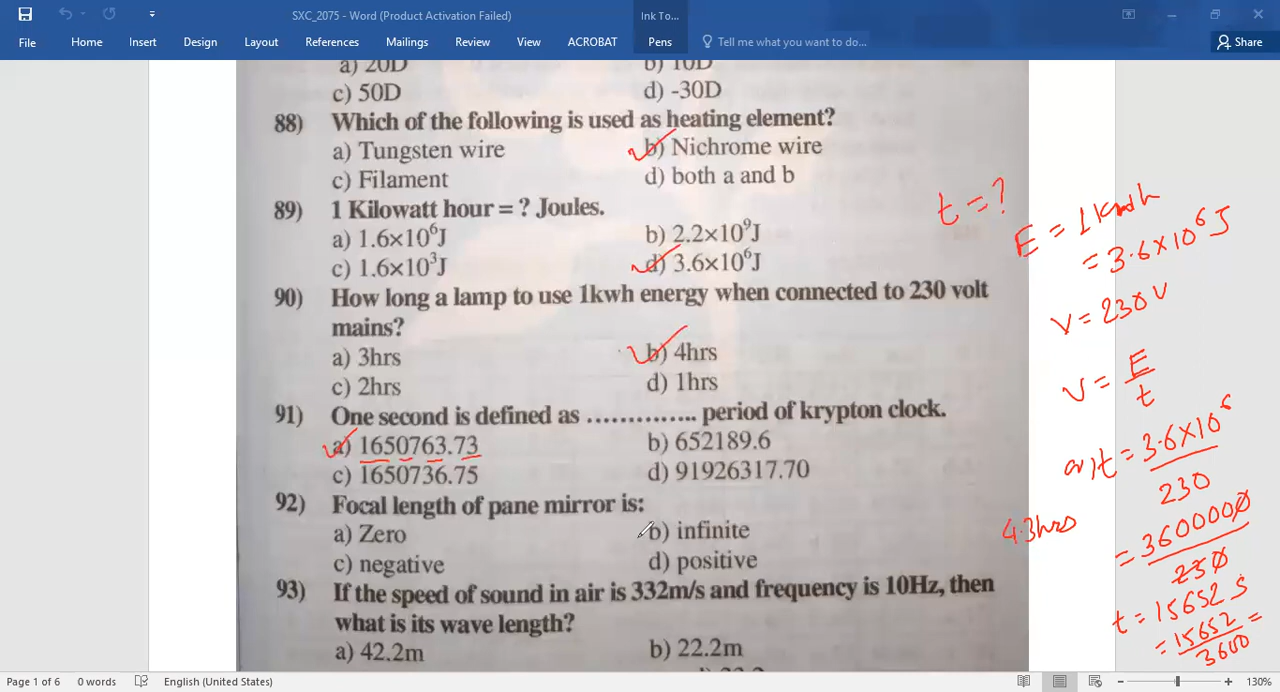 SXC_2075 - Word (Product Activation Failed)
Ink To...
File Home Insert Design Layout References Mailings Review View ACROBAT Pens Tell me what you want to do... Share
a) 20D b) 10D
c) 50D d) -30D
88) Which of the following is used as heating element?
a) Tungsten wire b) Nichrome wire
c) Filament d) both a and b
89) 1 Kilowatt hour = ? Joules.
a) 1.6×10⁶J b) 2.2×10⁹J
c) 1.6×10³J d) 3.6×10⁶J
90) How long a lamp to use 1kwh energy when connected to 230 volt
mains?
a) 3hrs b) 4hrs
c) 2hrs d) 1hrs
91) One second is defined as .............. period of krypton clock.
a) 1650763.73 b) 652189.6
c) 1650736.75 d) 91926317.70
92) Focal length of pane mirror is:
a) Zero b) infinite
c) negative d) positive
93) If the speed of sound in air is 332m/s and frequency is 10Hz, then
what is its wave length?
a) 42.2m b) 22.2m
t = ?
E = 1kwh
= 3.6×10⁶ J
V = 230 V
V = E/t
or, t = 3.6×10⁶/230
= 3600000/230
t = 15652 S
= 15652/3600 =
4.3hrs
Page 1 of 6 0 words English (United States) 130%